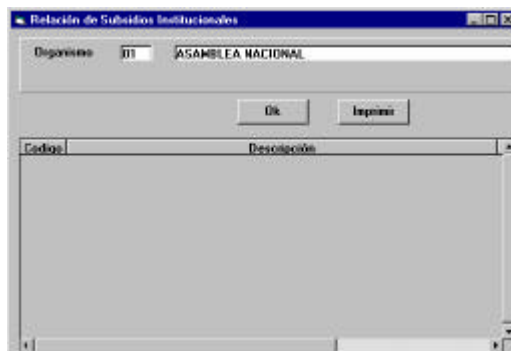 Relación de Subsidios Institucionales
Organismo 01 ASAMBLEA NACIONAL
Ok Imprimir
Codigo Descripción